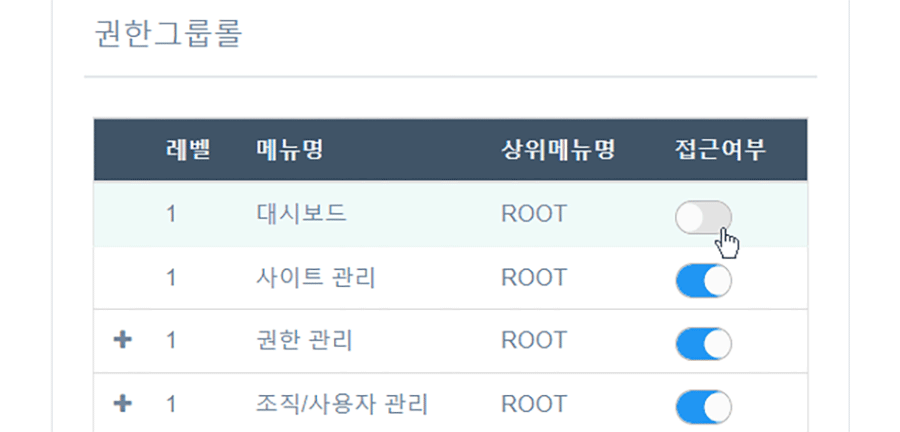 권한그룹롤
레벨 메뉴명 상위메뉴명 접근여부
1 대시보드 ROOT
1 사이트 관리 ROOT
1 권한 관리 ROOT
1 조직/사용자 관리 ROOT